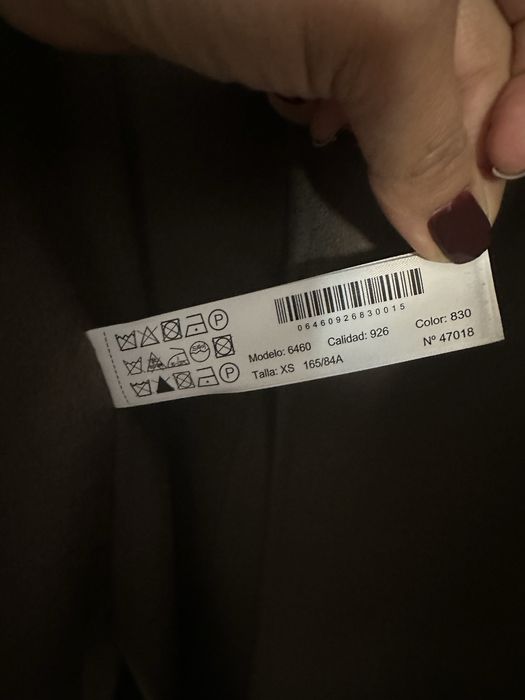 06460926830015
Modelo: 6460 Calidad: 926 Color: 830
Talla: XS 165/84A Nº 47018
P
P